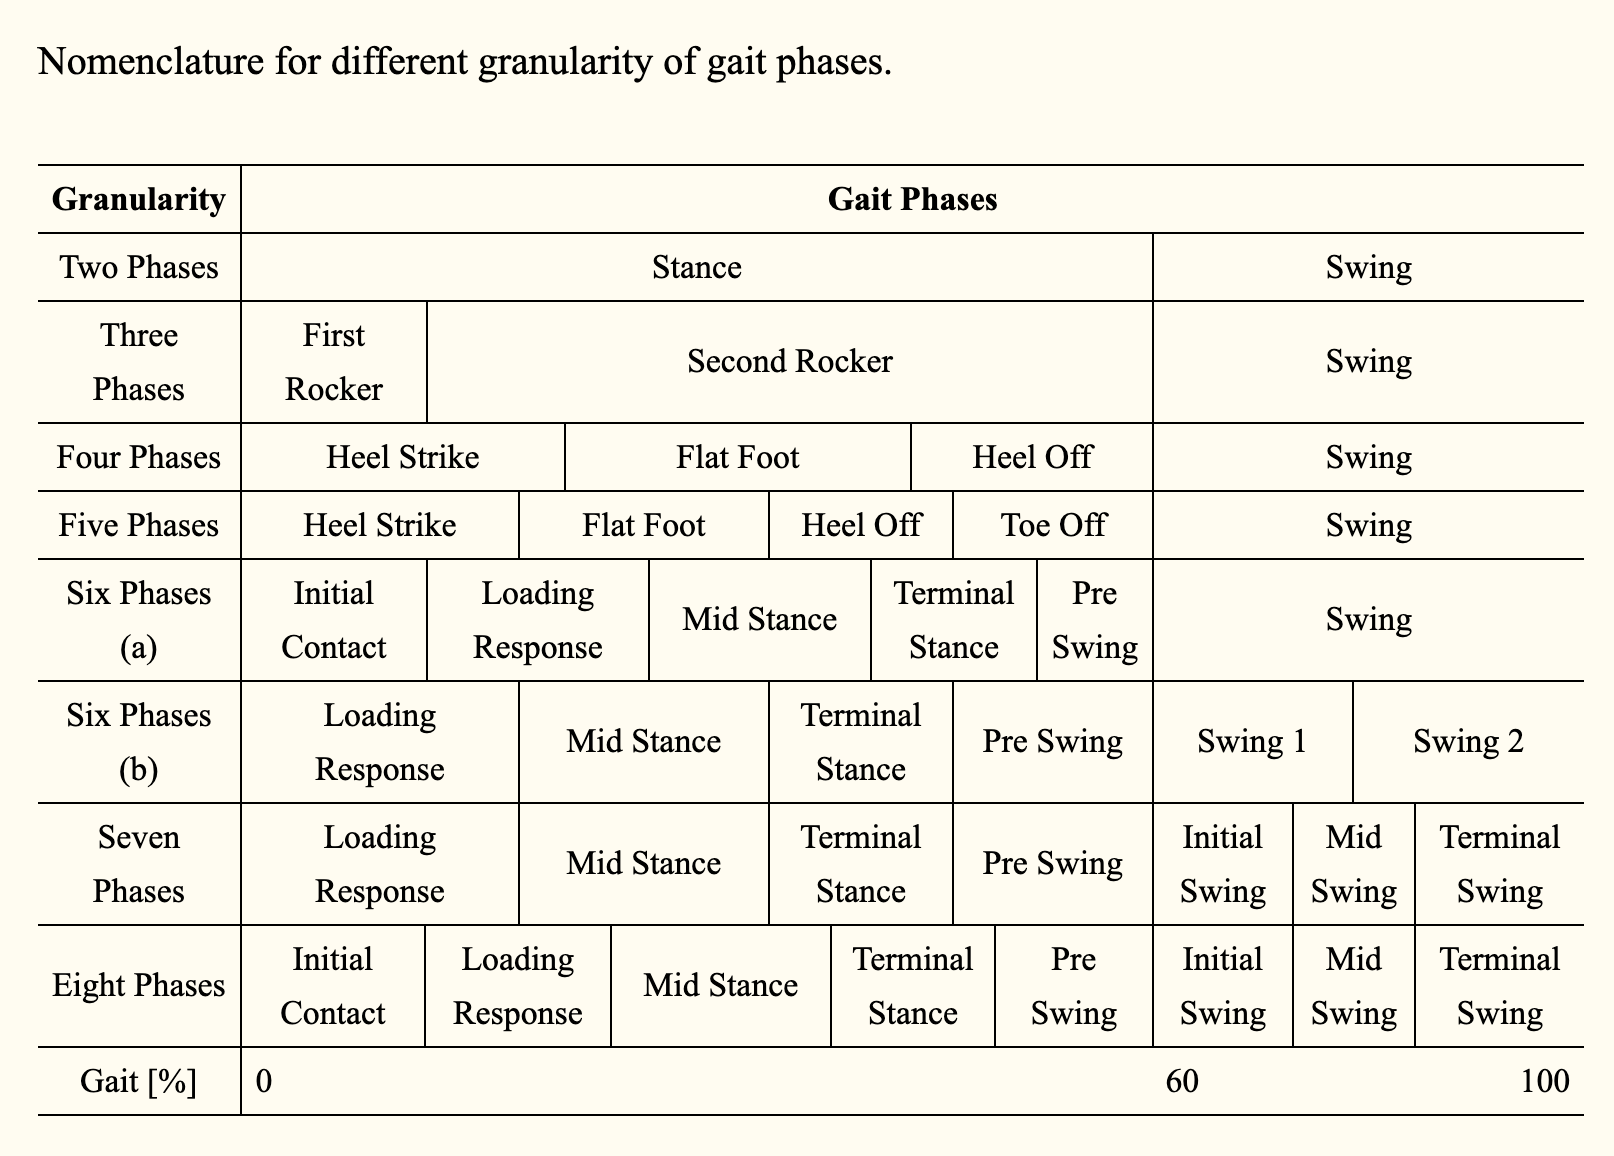 Nomenclature for different granularity of gait phases.
Granularity Gait Phases
Two Phases Stance Swing
Three Phases First Rocker Second Rocker Swing
Four Phases Heel Strike Flat Foot Heel Off Swing
Five Phases Heel Strike Flat Foot Heel Off Toe Off Swing
Six Phases (a) Initial Contact Loading Response Mid Stance Terminal Stance Pre Swing Swing
Six Phases (b) Loading Response Mid Stance Terminal Stance Pre Swing Swing 1 Swing 2
Seven Phases Loading Response Mid Stance Terminal Stance Pre Swing Initial Swing Mid Swing Terminal Swing
Eight Phases Initial Contact Loading Response Mid Stance Terminal Stance Pre Swing Initial Swing Mid Swing Terminal Swing
Gait [%] 0 60 100